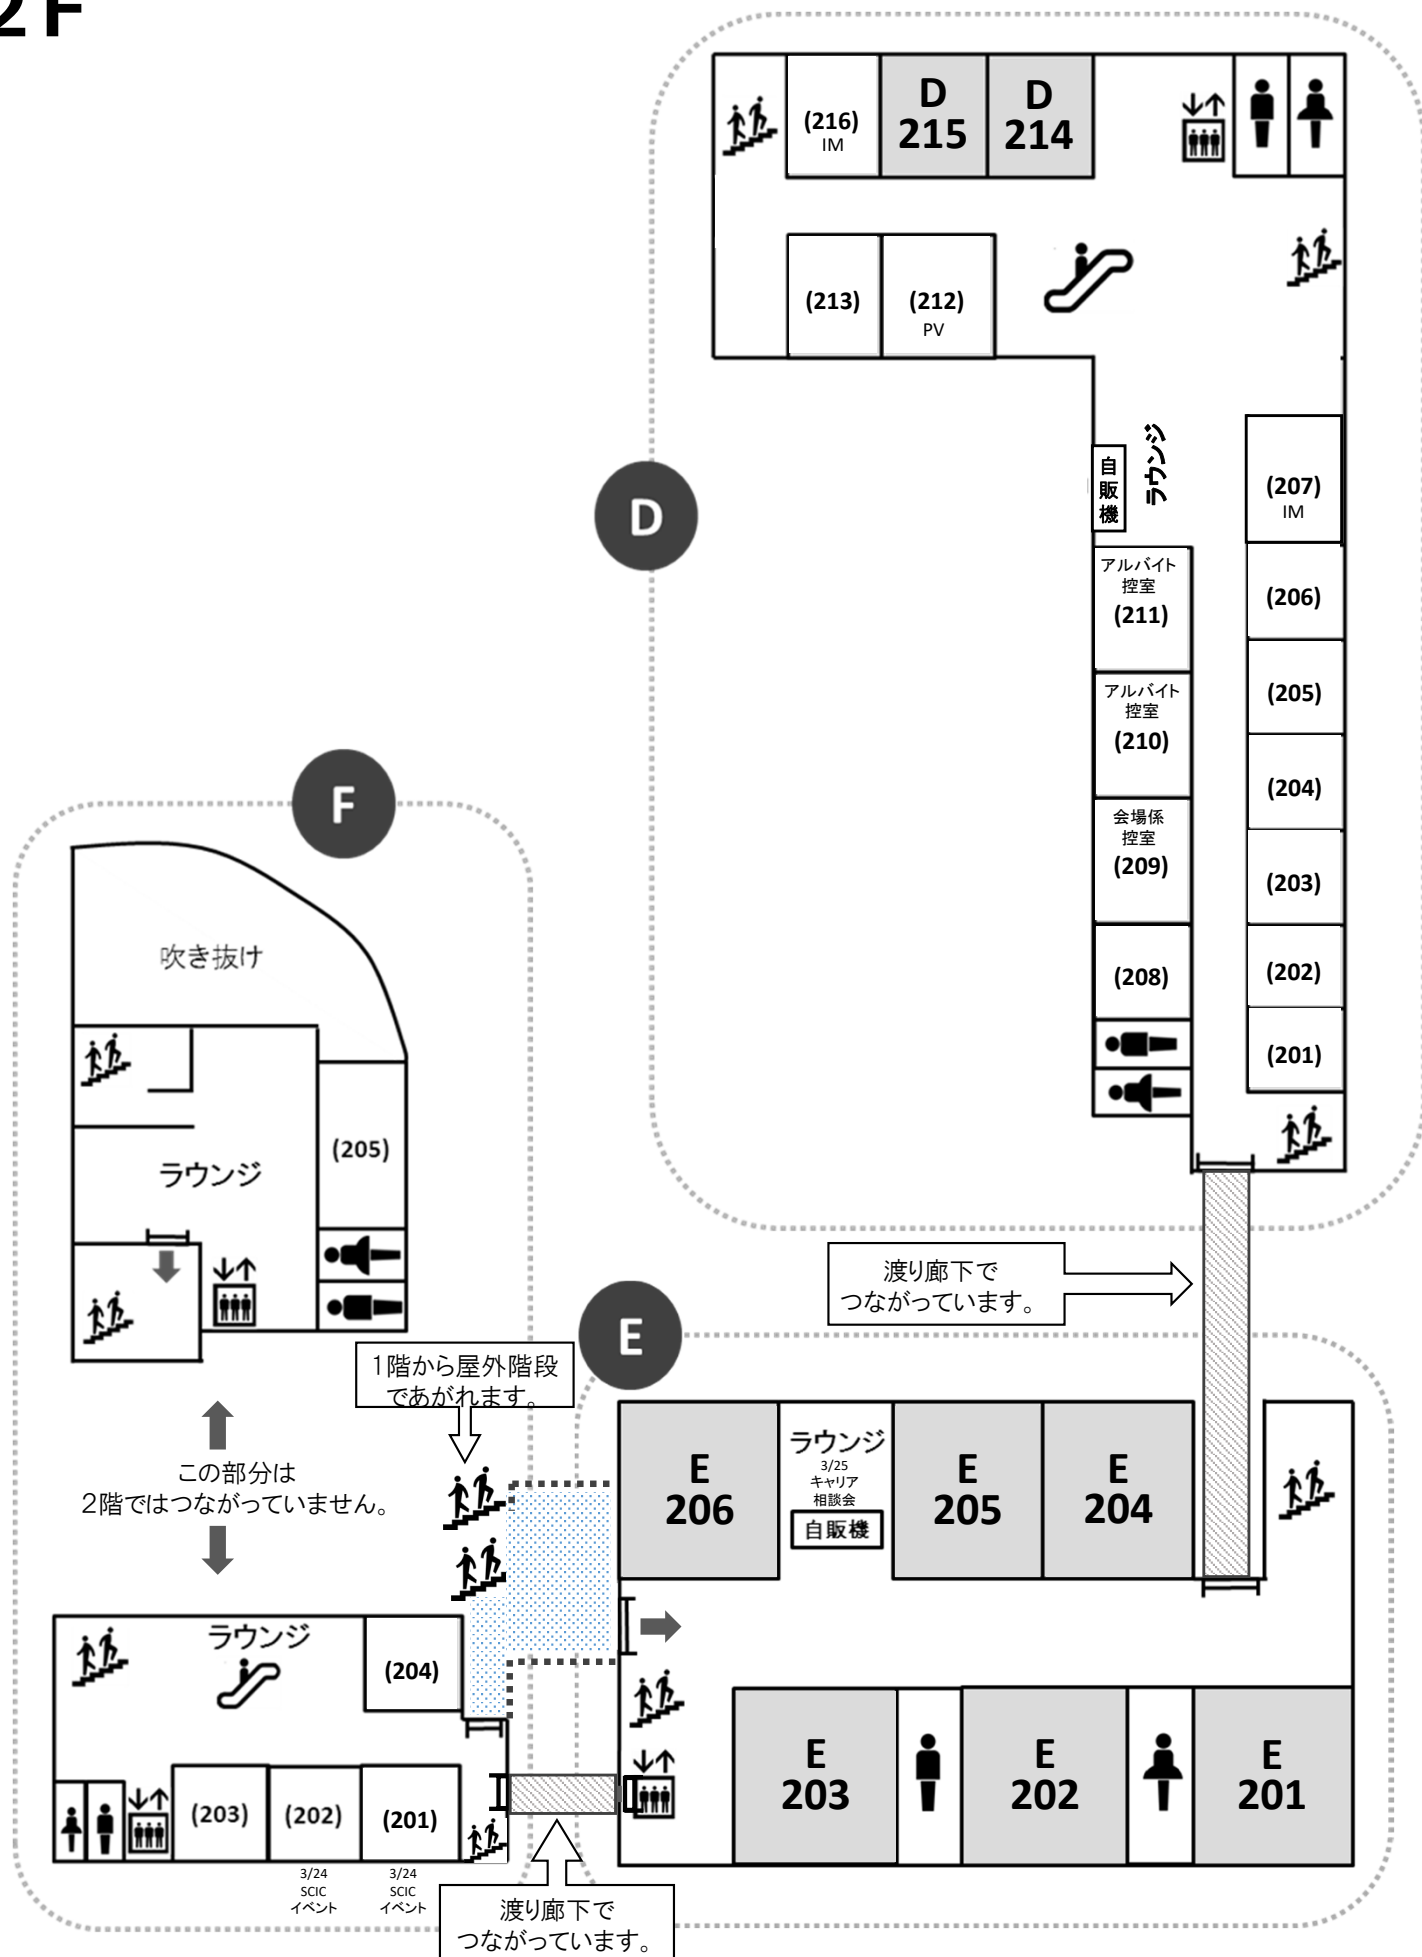 2F
(216)
IM
D
215
D
214
(213)
(212)
PV
D
自
販
機
ラウンジ
(207)
IM
アルバイト
控室
(211)
(206)
アルバイト
控室
(210)
(205)
(204)
会場係
控室
(209)
(203)
(208)
(202)
(201)
F
吹き抜け
ラウンジ
(205)
渡り廊下で
つながっています。
E
1階から屋外階段
であがれます。
この部分は
2階ではつながっていません。
E
206
ラウンジ
3/25
キャリア
相談会
自販機
E
205
E
204
ラウンジ
(204)
(203)
(202)
(201)
3/24
SCIC
イベント
3/24
SCIC
イベント
E
203
E
202
E
201
渡り廊下で
つながっています。